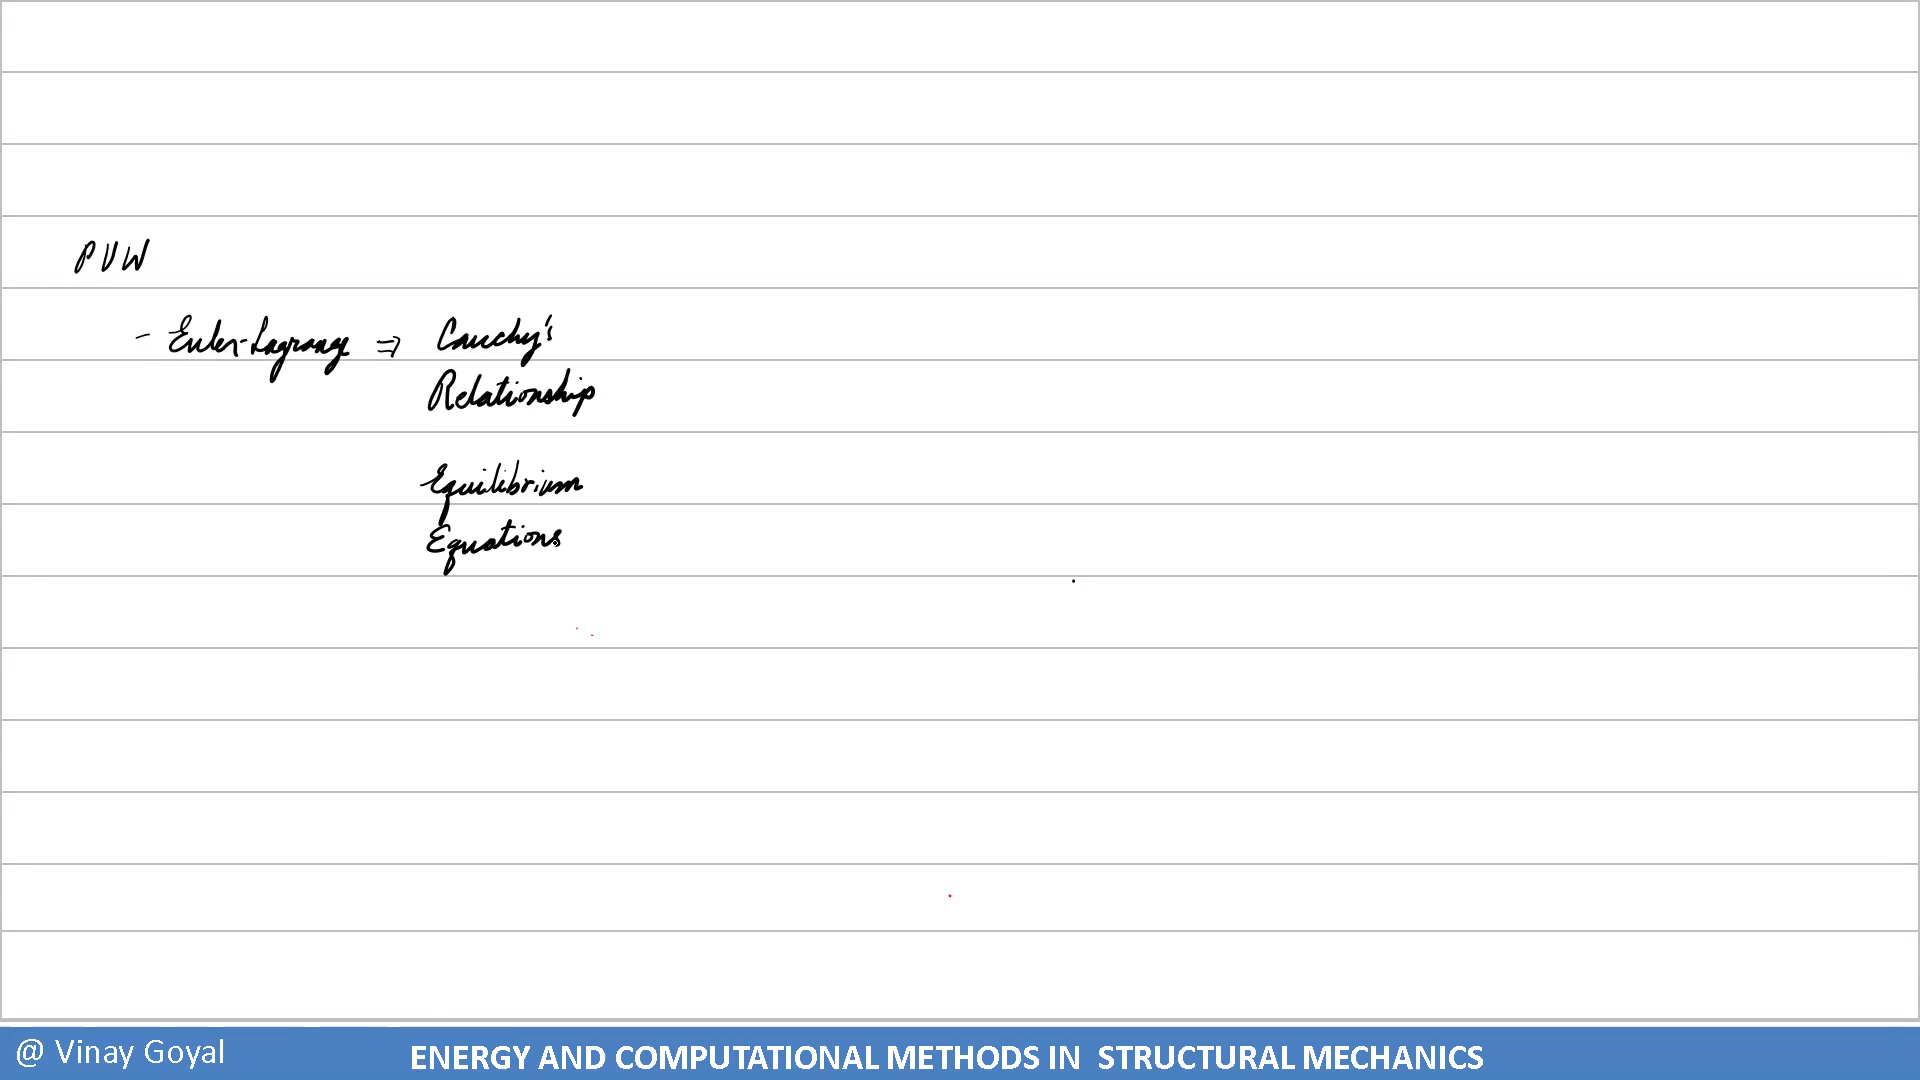 PVW
- Euler-Lagrange ⇒ Cauchy's
Relationship
Equilibrium
Equations
@ Vinay Goyal
ENERGY AND COMPUTATIONAL METHODS IN STRUCTURAL MECHANICS